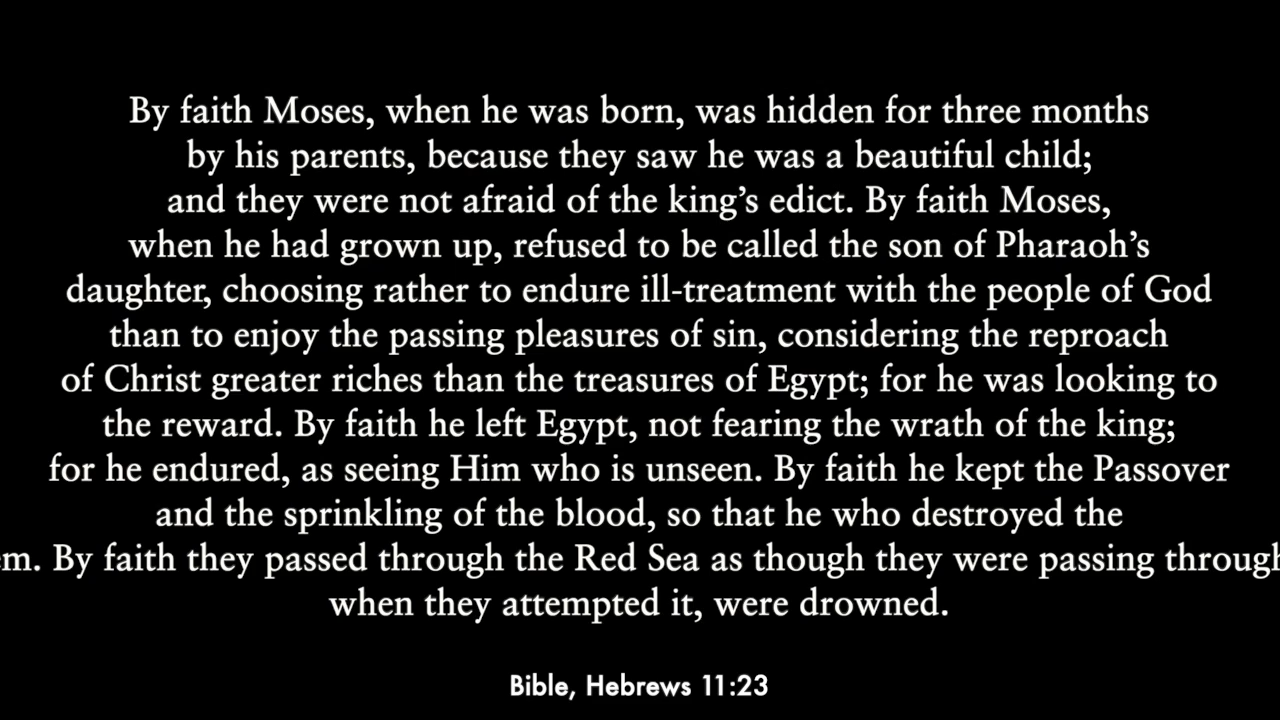 By faith Moses, when he was born, was hidden for three months
by his parents, because they saw he was a beautiful child;
and they were not afraid of the king’s edict. By faith Moses,
when he had grown up, refused to be called the son of Pharaoh’s
daughter, choosing rather to endure ill-treatment with the people of God
than to enjoy the passing pleasures of sin, considering the reproach
of Christ greater riches than the treasures of Egypt; for he was looking to
the reward. By faith he left Egypt, not fearing the wrath of the king;
for he endured, as seeing Him who is unseen. By faith he kept the Passover
and the sprinkling of the blood, so that he who destroyed the
em. By faith they passed through the Red Sea as though they were passing through
when they attempted it, were drowned.
Bible, Hebrews 11:23